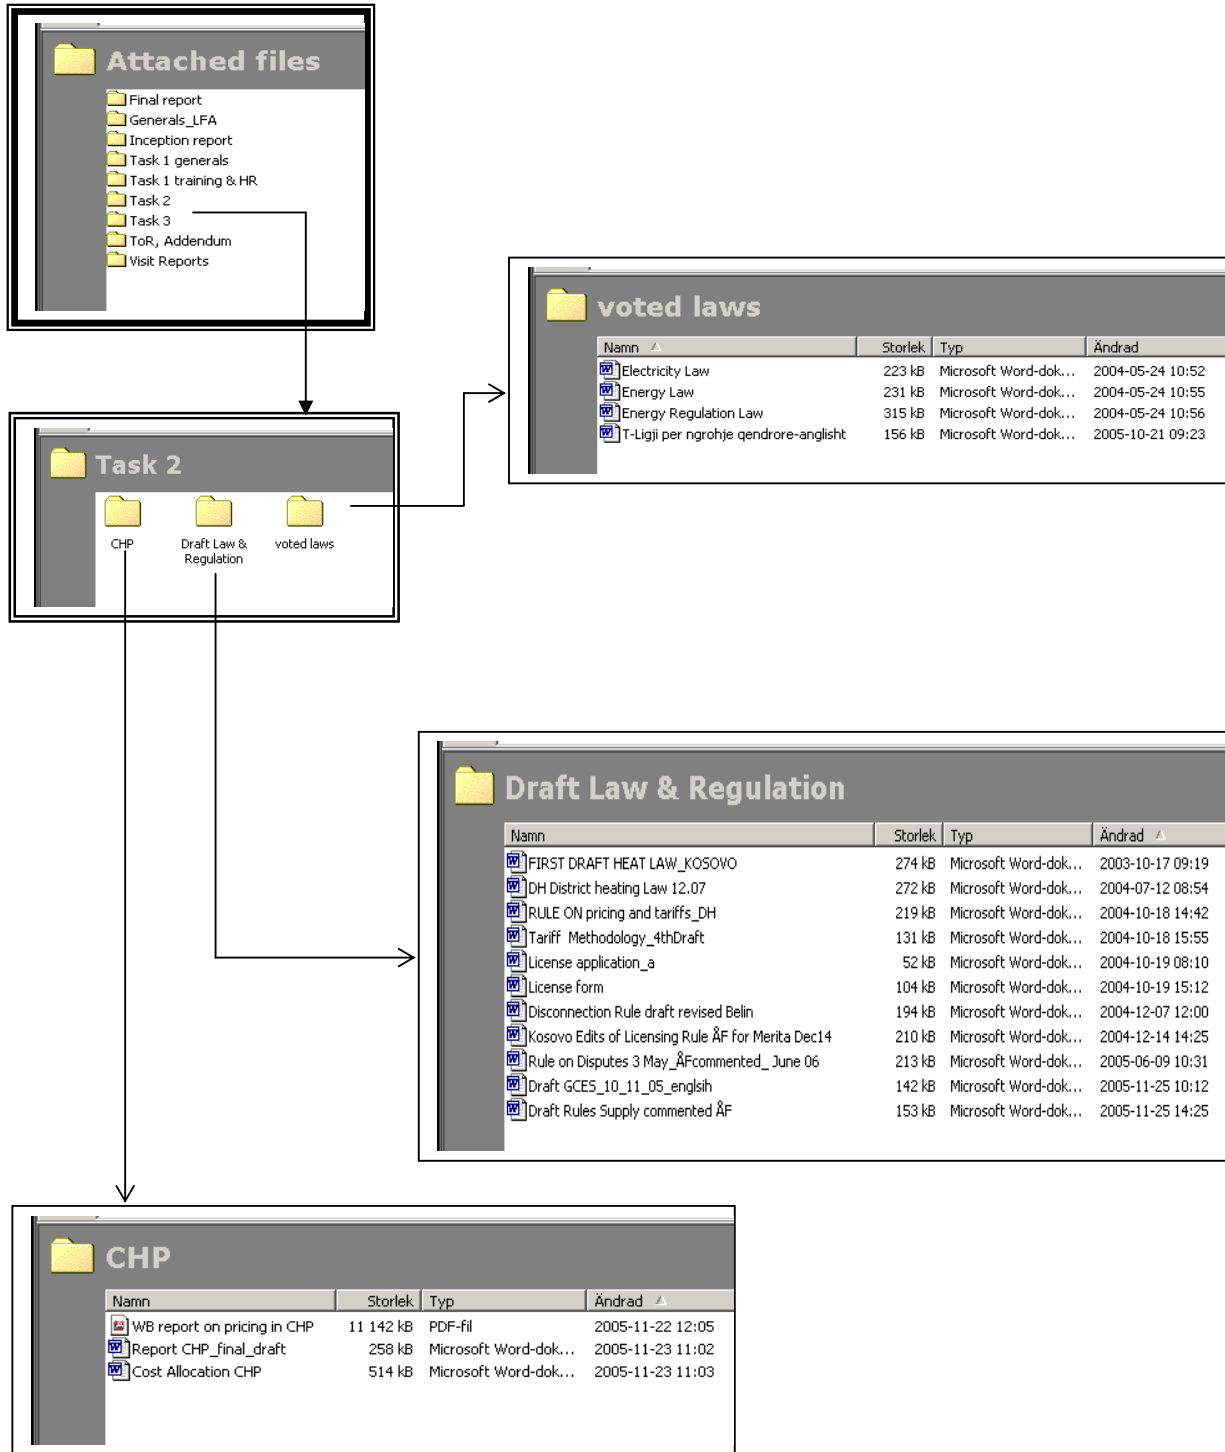 Attached files
Final report
Generals_LFA
Inception report
Task 1 generals
Task 1 training & HR
Task 2
Task 3
ToR, Addendum
Visit Reports
voted laws
Namn Storlek Typ Ändrad
Electricity Law 223 kB Microsoft Word-dok... 2004-05-24 10:52
Energy Law 231 kB Microsoft Word-dok... 2004-05-24 10:55
Energy Regulation Law 315 kB Microsoft Word-dok... 2004-05-24 10:56
T-Ligji per ngrohje qendrore-anglisht 156 kB Microsoft Word-dok... 2005-10-21 09:23
Task 2
CHP
Draft Law &
Regulation
voted laws
Draft Law & Regulation
Namn Storlek Typ Ändrad
FIRST DRAFT HEAT LAW_KOSOVO 274 kB Microsoft Word-dok... 2003-10-17 09:19
DH District heating Law 12.07 272 kB Microsoft Word-dok... 2004-07-12 08:54
RULE ON pricing and tariffs_DH 219 kB Microsoft Word-dok... 2004-10-18 14:42
Tariff Methodology_4thDraft 131 kB Microsoft Word-dok... 2004-10-18 15:55
License application_a 52 kB Microsoft Word-dok... 2004-10-19 08:10
License form 104 kB Microsoft Word-dok... 2004-10-19 15:12
Disconnection Rule draft revised Belin 194 kB Microsoft Word-dok... 2004-12-07 12:00
Kosovo Edits of Licensing Rule ÅF for Merita Dec14 210 kB Microsoft Word-dok... 2004-12-14 14:25
Rule on Disputes 3 May_ÅFcommented_ June 06 213 kB Microsoft Word-dok... 2005-06-09 10:31
Draft GCES_10_11_05_englsih 142 kB Microsoft Word-dok... 2005-11-25 10:12
Draft Rules Supply commented ÅF 153 kB Microsoft Word-dok... 2005-11-25 14:25
CHP
Namn Storlek Typ Ändrad
WB report on pricing in CHP 11 142 kB PDF-fil 2005-11-22 12:05
Report CHP_final_draft 258 kB Microsoft Word-dok... 2005-11-23 11:02
Cost Allocation CHP 514 kB Microsoft Word-dok... 2005-11-23 11:03